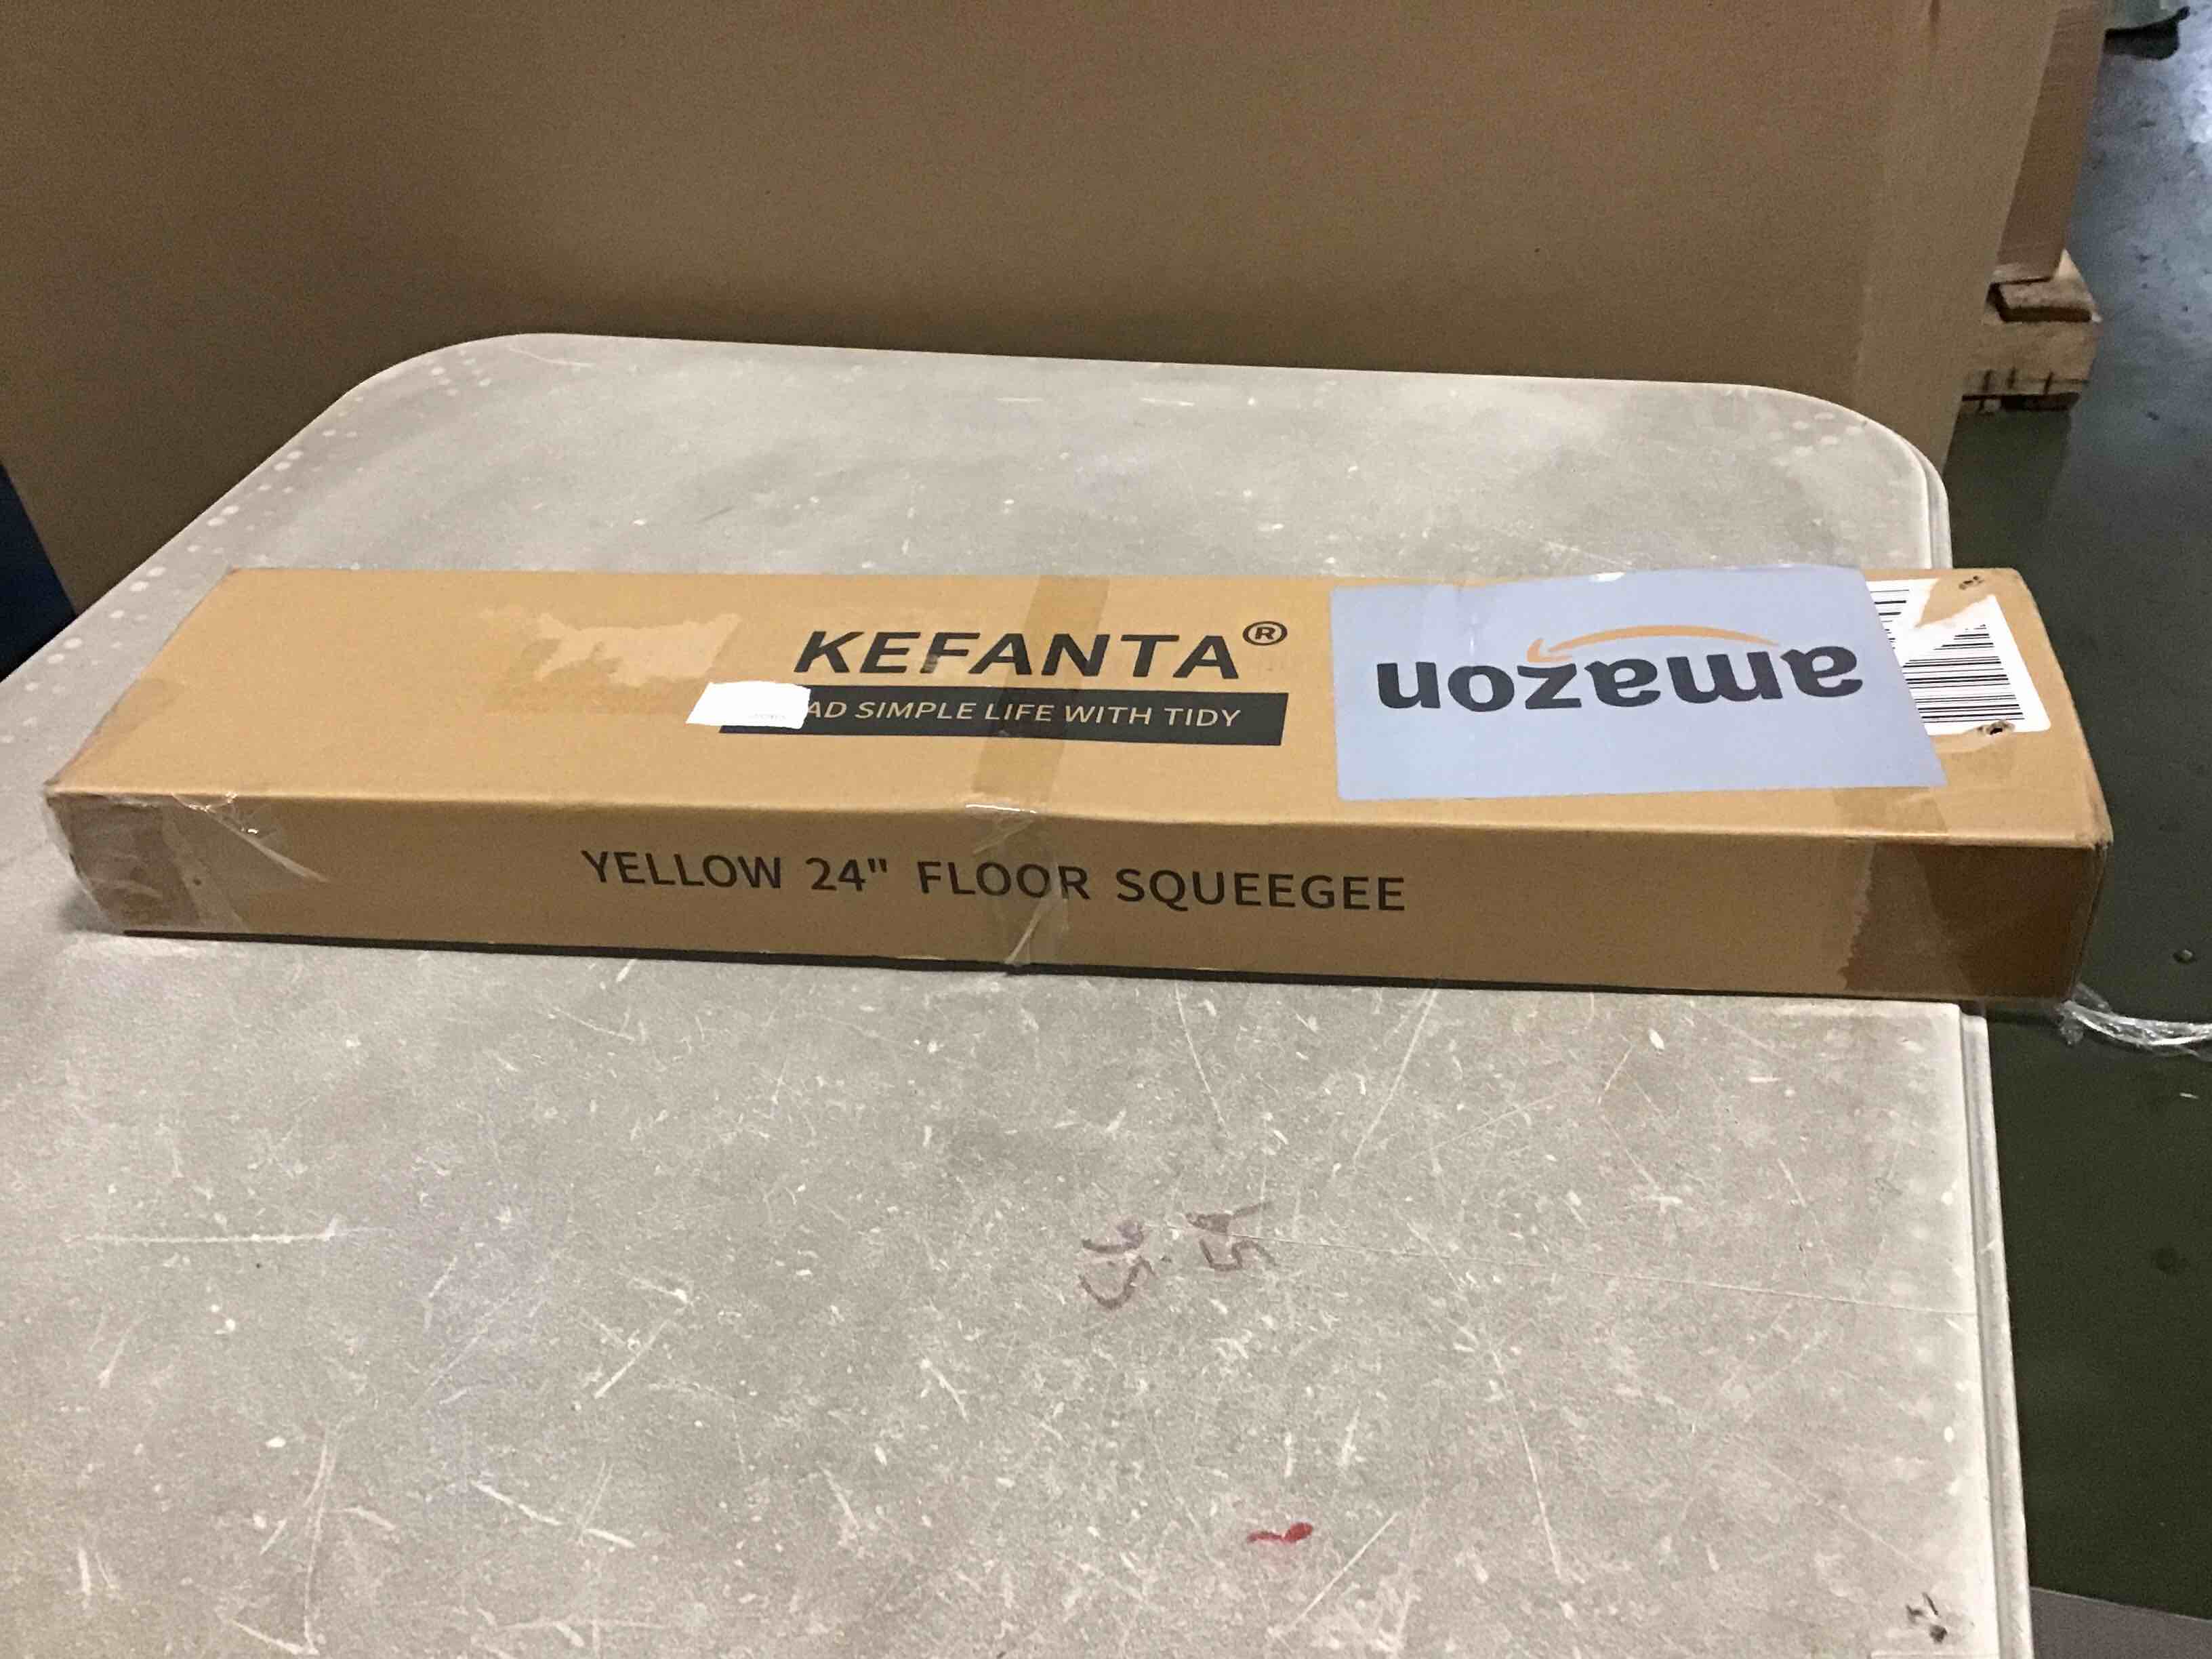 KEFANTA®
AD SIMPLE LIFE WITH TIDY
amazon
YELLOW 24" FLOOR SQUEEGEE